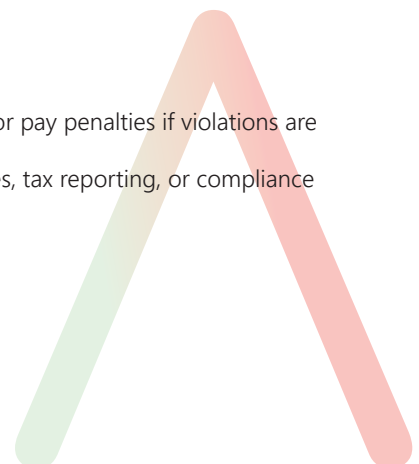 or pay penalties if violations are
tax reporting, or compliance